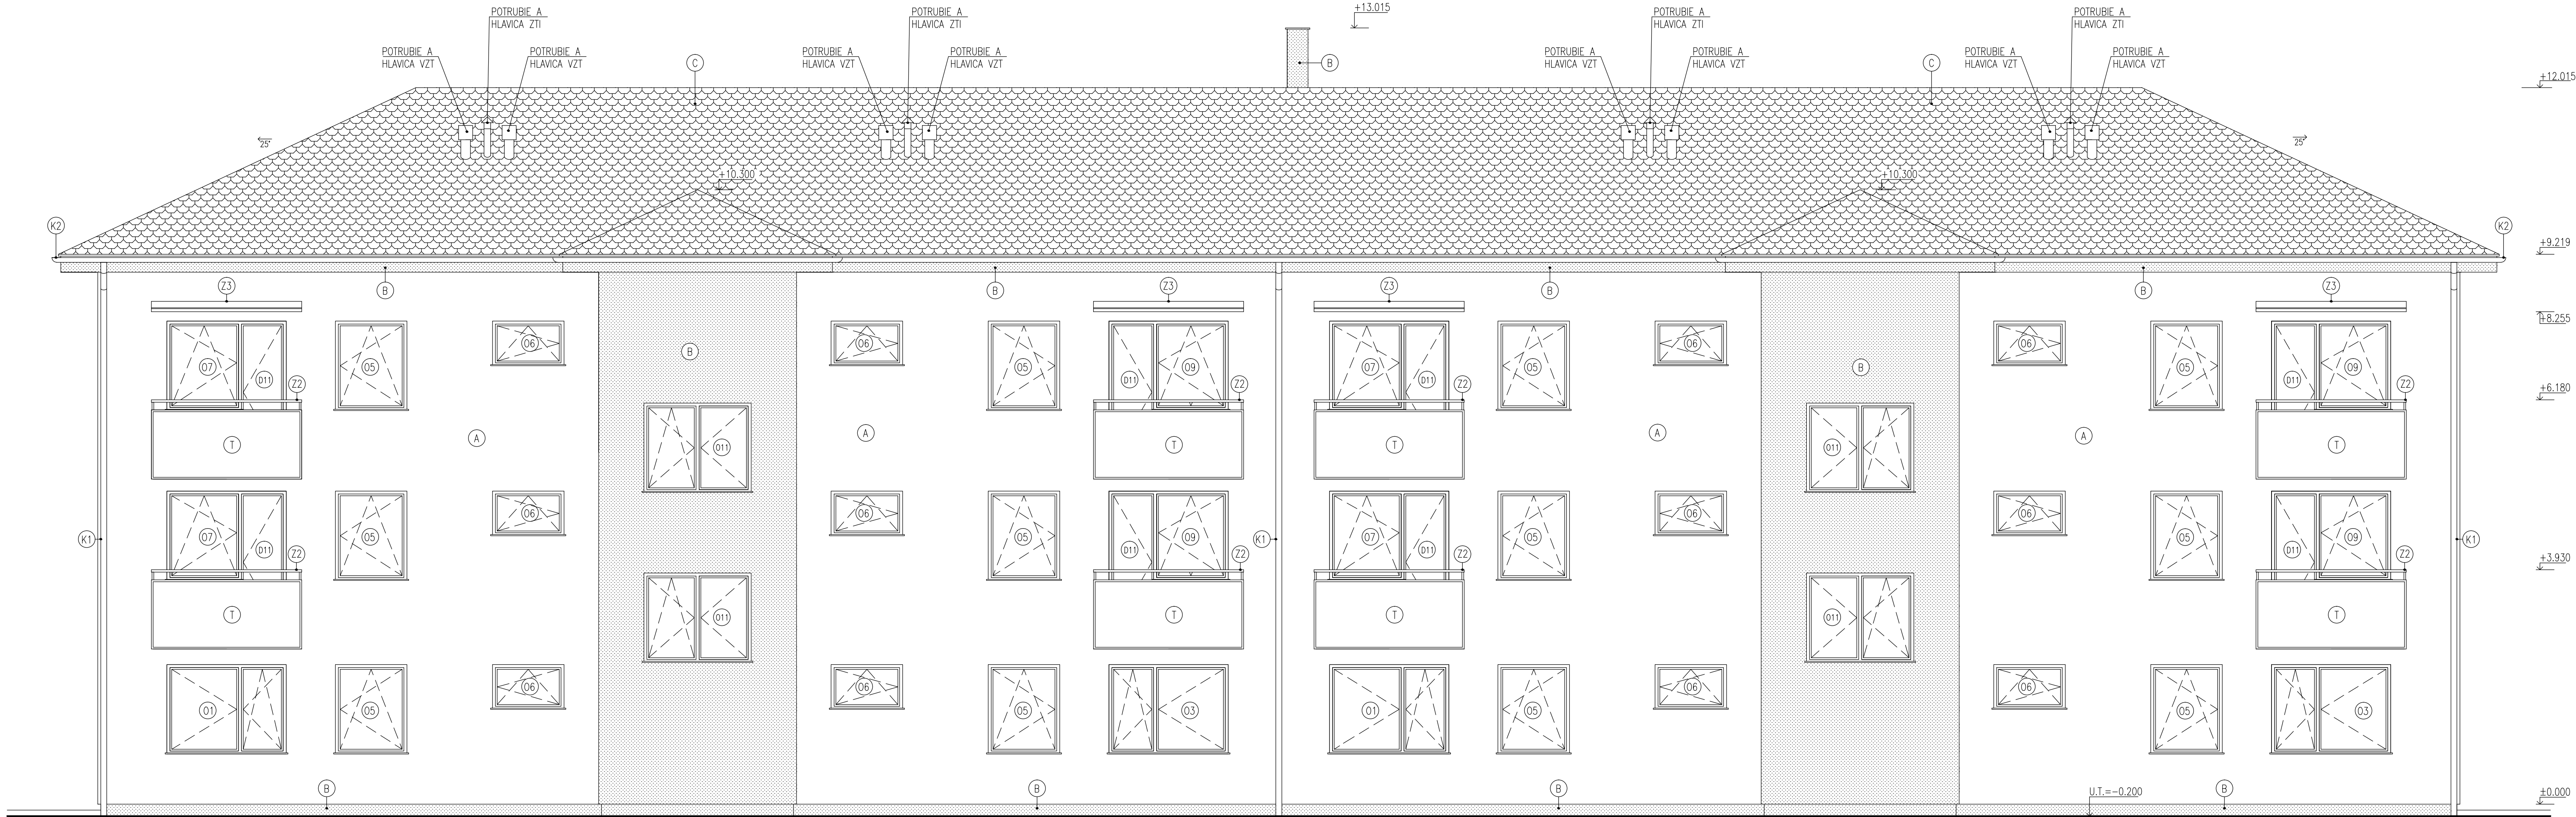 POTRUBIE A
HLAVICA ZTI
POTRUBIE A
HLAVICA ZTI
+13.015
POTRUBIE A
HLAVICA ZTI
POTRUBIE A
HLAVICA ZTI
POTRUBIE A
HLAVICA VZT
POTRUBIE A
HLAVICA VZT
C
POTRUBIE A
HLAVICA VZT
POTRUBIE A
HLAVICA VZT
B
POTRUBIE A
HLAVICA VZT
POTRUBIE A
HLAVICA VZT
C
POTRUBIE A
HLAVICA VZT
POTRUBIE A
HLAVICA VZT
+12.015
25°
25°
+10.300
+10.300
K2
K2
+9.219
Z3
B
B
Z3
Z3
B
B
Z3
+8.255
07
D11
05
06
B
06
05
D11
09
07
D11
05
06
B
06
05
D11
09
Z2
Z2
Z2
Z2
+6.180
T
A
011
A
T
T
A
011
A
T
K1
07
D11
05
06
06
05
D11
09
K1
07
D11
05
06
06
05
D11
09
K1
Z2
Z2
Z2
Z2
+3.930
T
011
T
T
011
T
01
05
06
06
05
03
01
05
06
06
05
03
B
B
B
U.T.=-0.200
B
±0.000